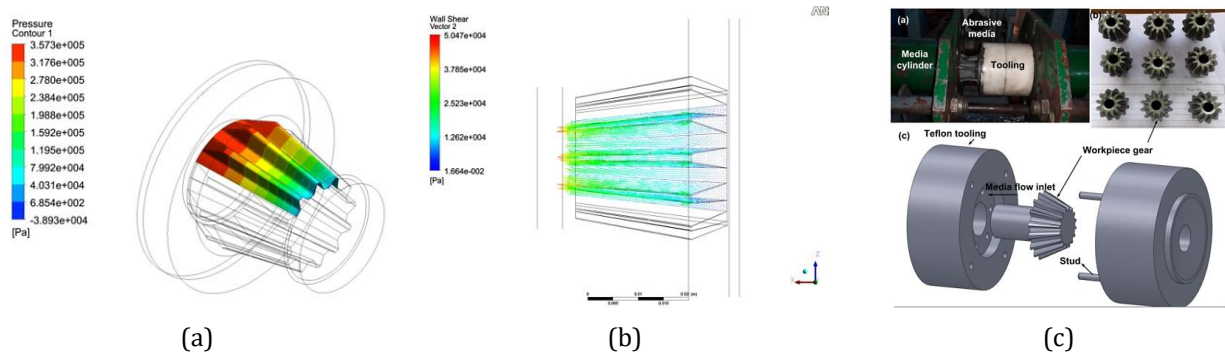 Pressure
Contour 1
3.573e+005
3.176e+005
2.780e+005
2.384e+005
1.988e+005
1.592e+005
1.195e+005
7.992e+004
4.031e+004
6.854e+002
-3.893e+004
[Pa]
(a)
Wall Shear
Vector 2
5.047e+004
3.785e+004
2.523e+004
1.262e+004
1.664e-002
[Pa]
AN
0.005
0.01
0.015
0.02 (m)
Z
X
(b)
(a)
Abrasive
media
Media
cylinder
Tooling
(b)
(c)
Teflon tooling
Workpiece gear
Media flow inlet
Stud
(c)